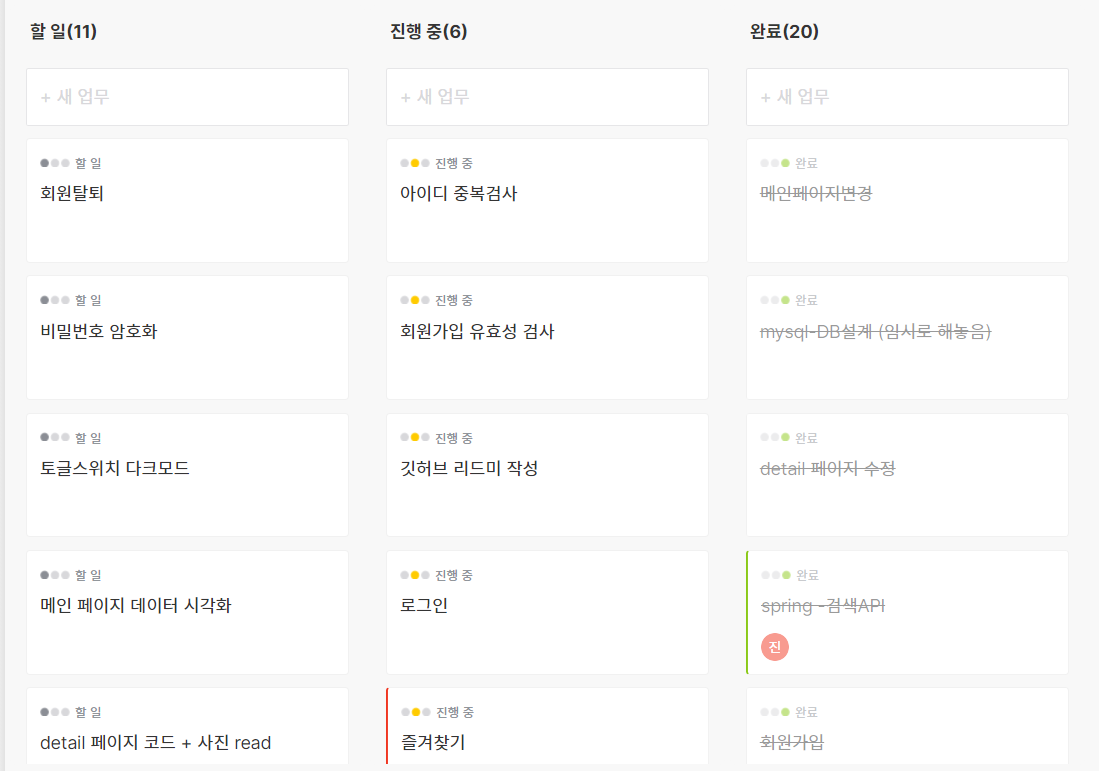 할 일(11)
+ 새 업무
할 일
회원탈퇴
할 일
비밀번호 암호화
할 일
토글스위치 다크모드
할 일
메인 페이지 데이터 시각화
할 일
detail 페이지 코드 + 사진 read
진행 중(6)
+ 새 업무
진행 중
아이디 중복검사
진행 중
회원가입 유효성 검사
진행 중
깃허브 리드미 작성
진행 중
로그인
진행 중
즐겨찾기
완료(20)
+ 새 업무
완료
메인페이지변경
완료
mysql-DB설계 (임시로 해놓음)
완료
detail 페이지 수정
완료
spring -검색API
진
완료
회원가입